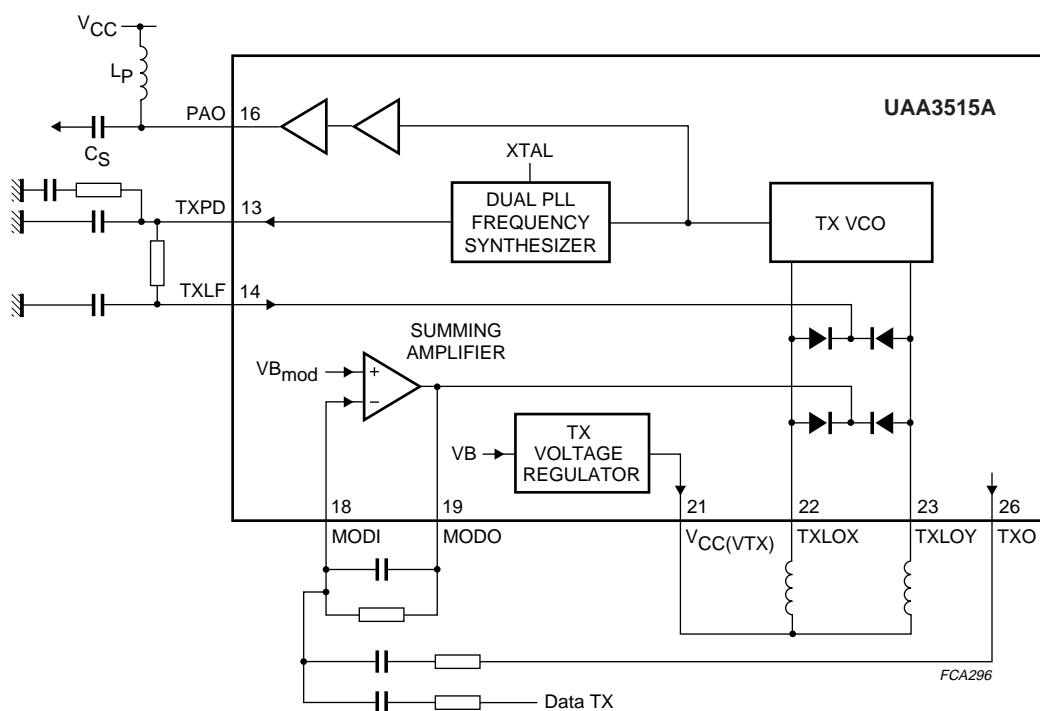 VCC
LP
PAO
16
UAA3515A
CS
XTAL
DUAL PLL
FREQUENCY
SYNTHESIZER
TX VCO
TXPD
13
TXLF
14
SUMMING
AMPLIFIER
VBmod
+
−
VB
TX
VOLTAGE
REGULATOR
18
19
21
22
23
26
MODI
MODO
VCC(VTX)
TXLOX
TXLOY
TXO
FCA296
Data TX